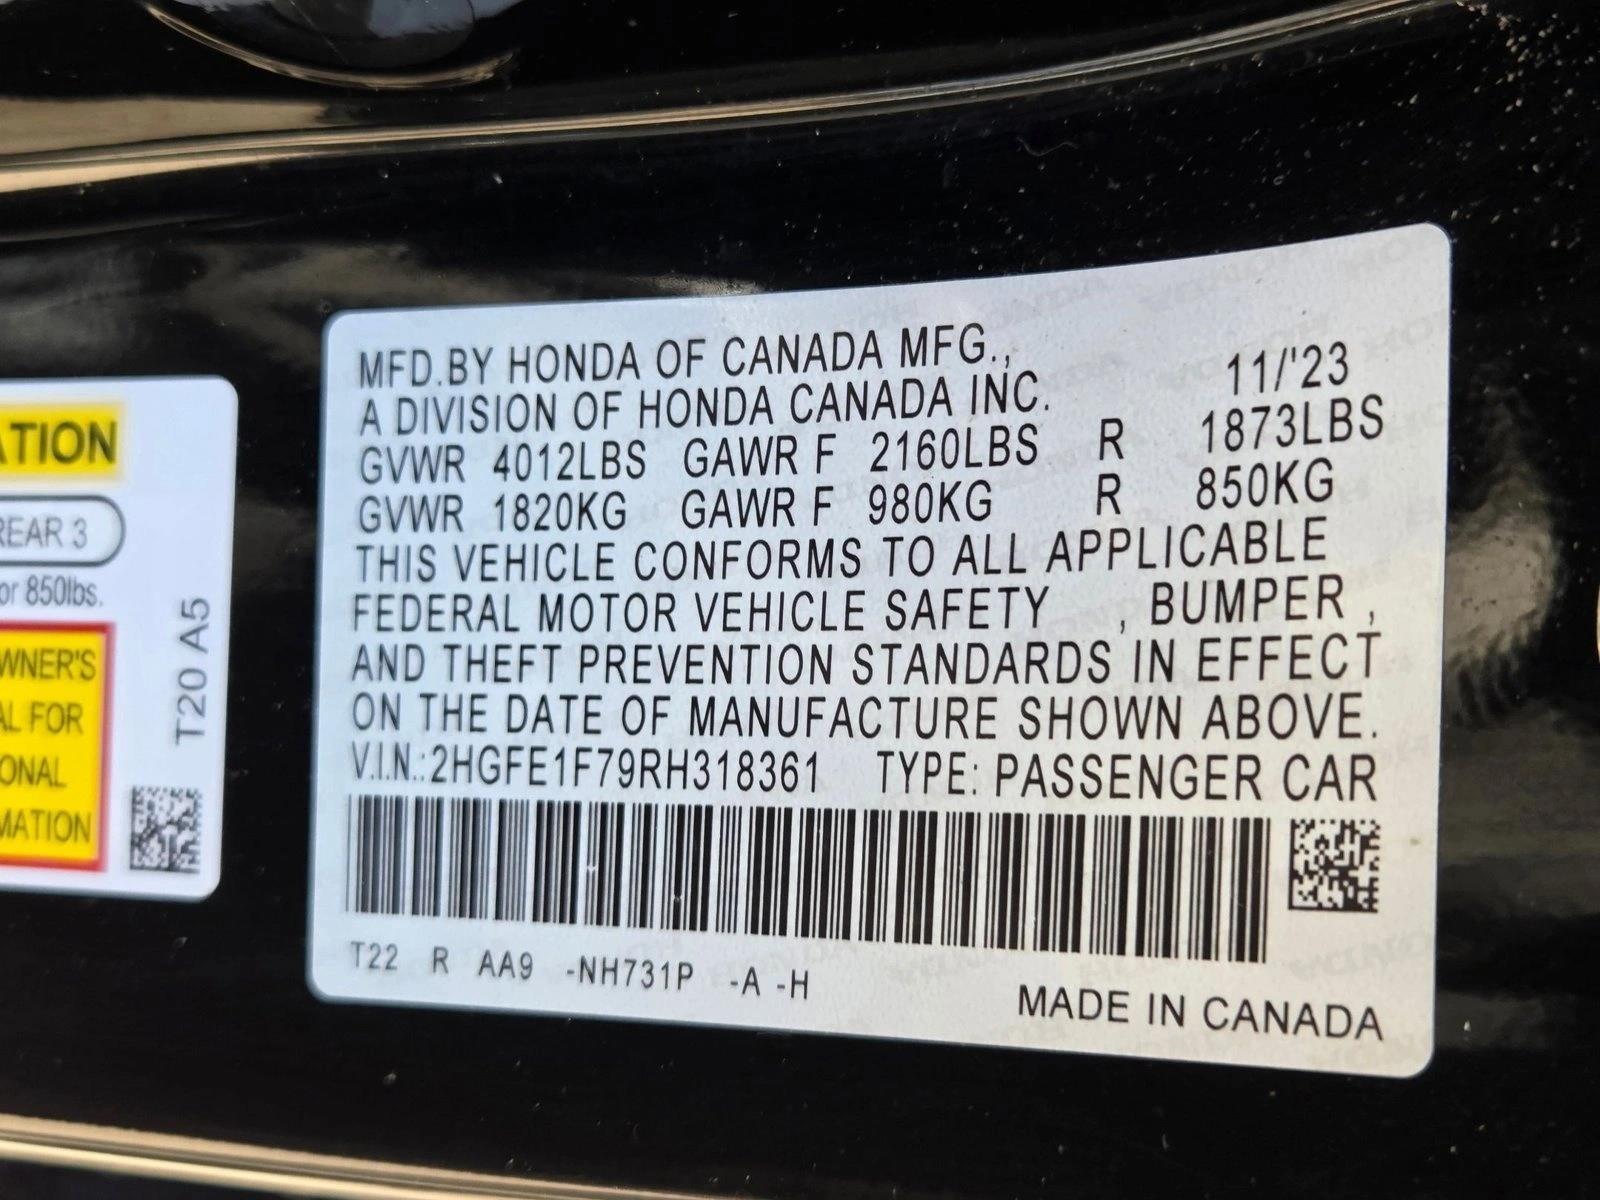 ATION
REAR 3
or 850lbs.
WNER'S
AL FOR
ONAL
MATION
T20 A5
MFD.BY HONDA OF CANADA MFG.,
A DIVISION OF HONDA CANADA INC. 11/'23
GVWR 4012LBS GAWR F 2160LBS R 1873LBS
GVWR 1820KG GAWR F 980KG R 850KG
THIS VEHICLE CONFORMS TO ALL APPLICABLE
FEDERAL MOTOR VEHICLE SAFETY , BUMPER ,
AND THEFT PREVENTION STANDARDS IN EFFECT
ON THE DATE OF MANUFACTURE SHOWN ABOVE.
V.I.N.:2HGFE1F79RH318361 TYPE: PASSENGER CAR
T22 R AA9 -NH731P -A -H
MADE IN CANADA